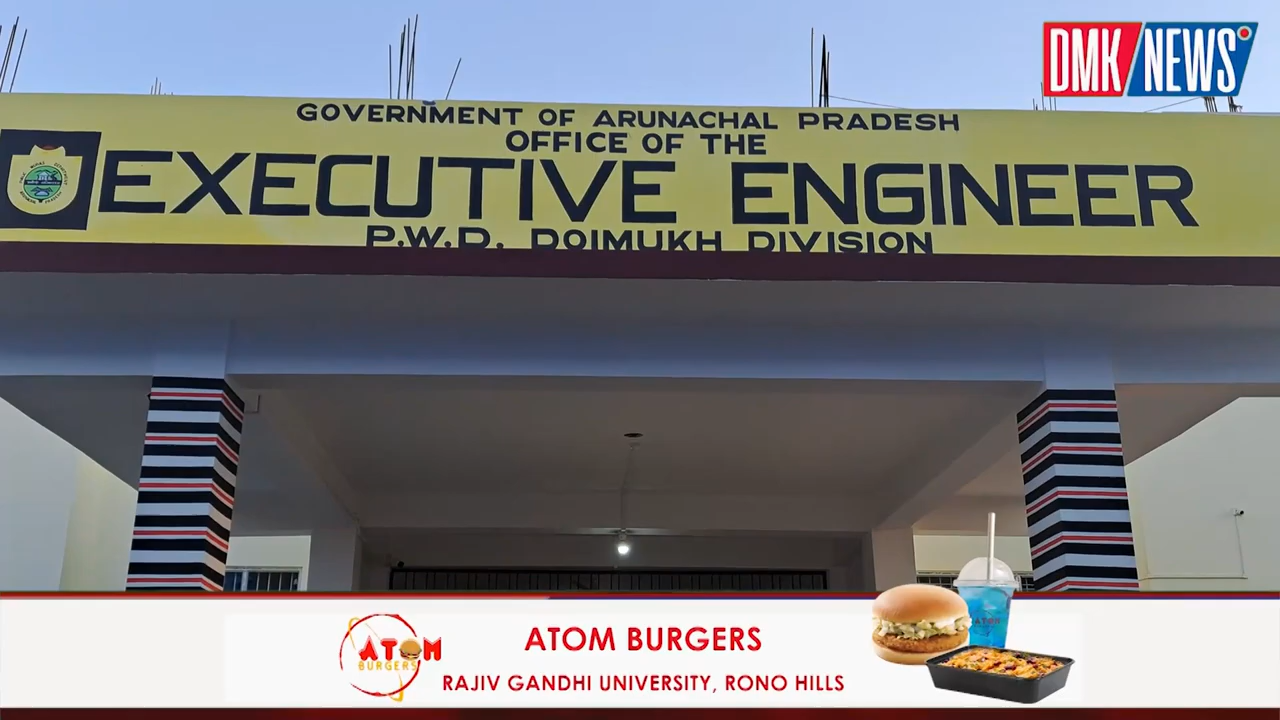 DMK/NEWS
GOVERNMENT OF ARUNACHAL PRADESH
OFFICE OF THE
EXECUTIVE ENGINEER
P.W.D. DOIMUKH DIVISION
ATOM
BURGERS
ATOM BURGERS
RAJIV GANDHI UNIVERSITY, RONO HILLS
ATOM